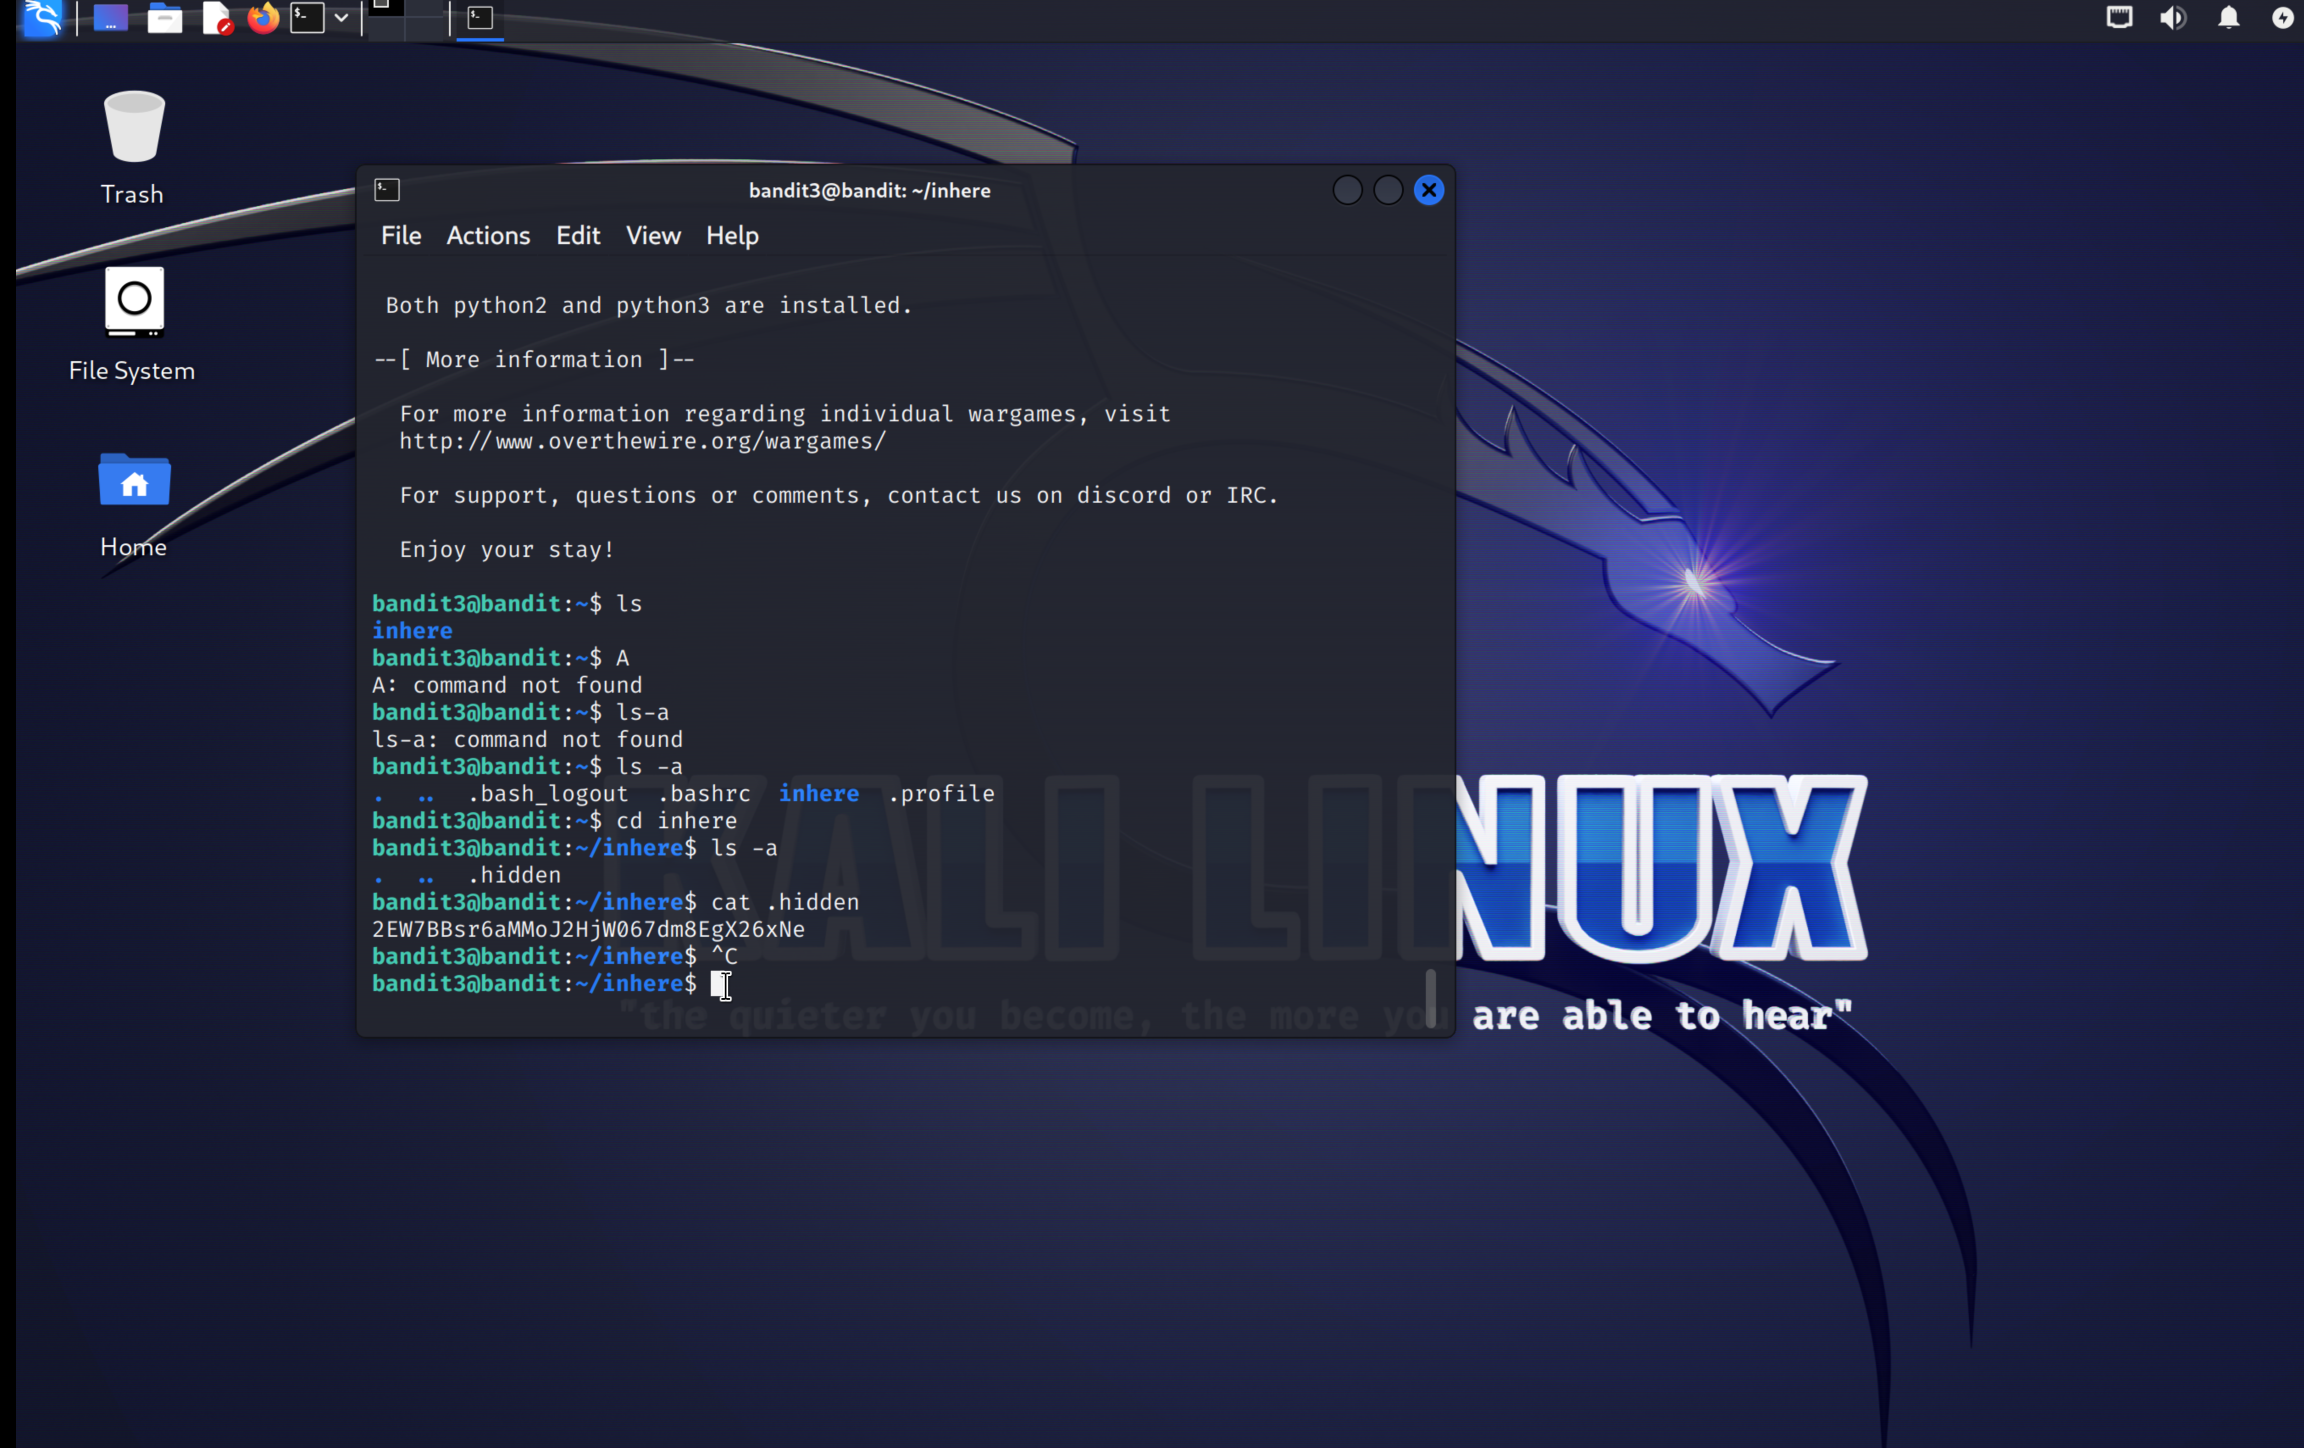 Trash
File System
Home
bandit3@bandit: ~/inhere
File Actions Edit View Help
Both python2 and python3 are installed.
--[ More information ]--
For more information regarding individual wargames, visit
http://www.overthewire.org/wargames/
For support, questions or comments, contact us on discord or IRC.
Enjoy your stay!
bandit3@bandit:~$ ls
inhere
bandit3@bandit:~$ A
A: command not found
bandit3@bandit:~$ ls-a
ls-a: command not found
bandit3@bandit:~$ ls -a
. .. .bash_logout .bashrc inhere .profile
bandit3@bandit:~$ cd inhere
bandit3@bandit:~/inhere$ ls -a
. .. .hidden
bandit3@bandit:~/inhere$ cat .hidden
2EW7BBsr6aMMoJ2HjW067dm8EgX26xNe
bandit3@bandit:~/inhere$ ^C
bandit3@bandit:~/inhere$
KALI LINUX
"the quieter you become, the more you are able to hear"